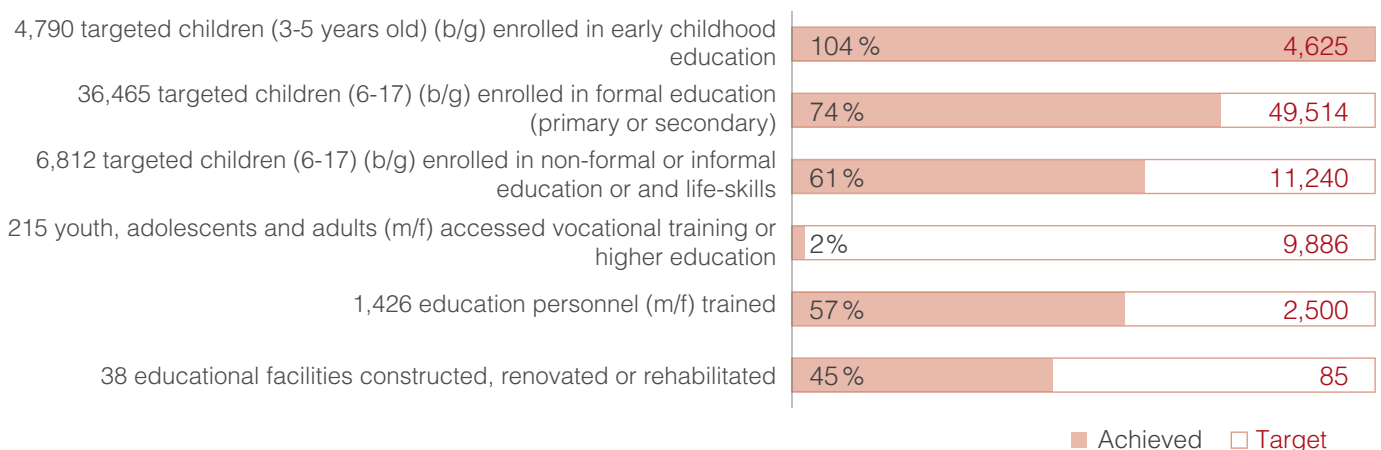 4,790 targeted children (3-5 years old) (b/g) enrolled in early childhood
education
104 %
4,625
36,465 targeted children (6-17) (b/g) enrolled in formal education
(primary or secondary)
74 %
49,514
6,812 targeted children (6-17) (b/g) enrolled in non-formal or informal
education or and life-skills
61 %
11,240
215 youth, adolescents and adults (m/f) accessed vocational training or
higher education
2 %
9,886
1,426 education personnel (m/f) trained
57 %
2,500
38 educational facilities constructed, renovated or rehabilitated
45 %
85
Achieved
Target